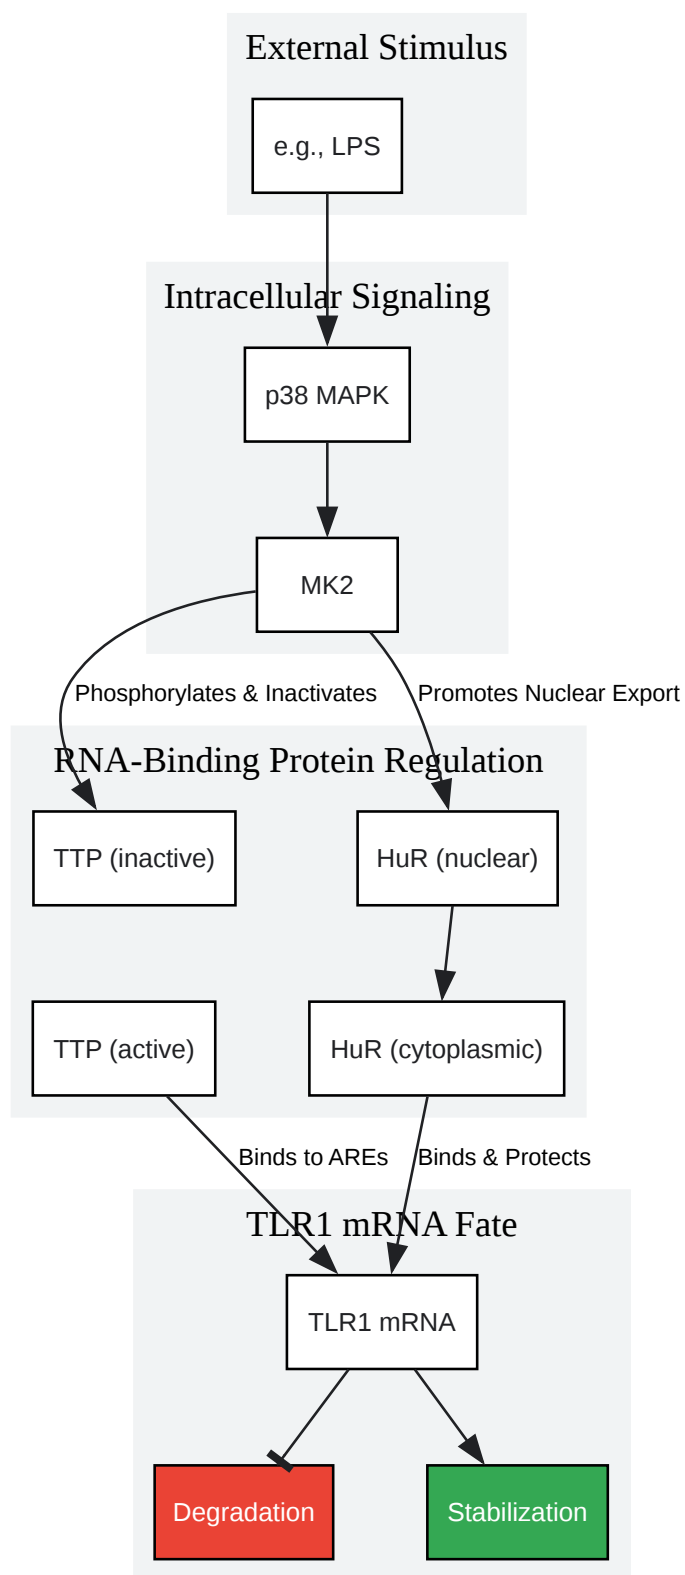 External Stimulus
e.g., LPS
Intracellular Signaling
p38 MAPK
MK2
Phosphorylates & Inactivates
Promotes Nuclear Export
RNA-Binding Protein Regulation
TTP (inactive)
HuR (nuclear)
TTP (active)
HuR (cytoplasmic)
Binds to AREs
Binds & Protects
TLR1 mRNA Fate
TLR1 mRNA
Degradation
Stabilization